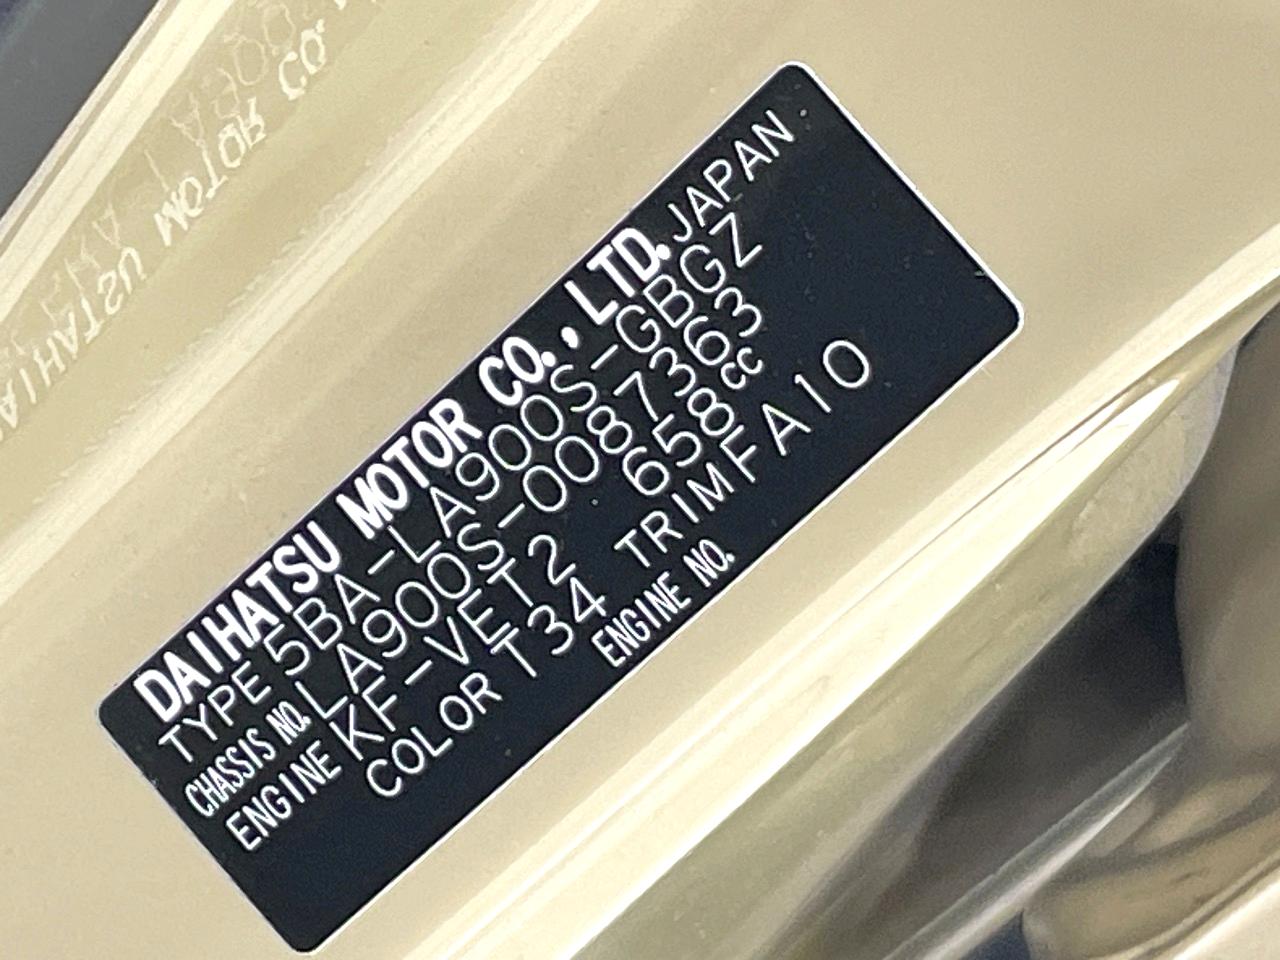 DAIHATSU MOTOR CO., LTD. JAPAN
TYPE 5BA-LA900S-GBGZ
CHASSIS NO. LA900S-0087363
ENGINE KF-VET2 658cc
COLOR T34 TRIM FA10
ENGINE NO.